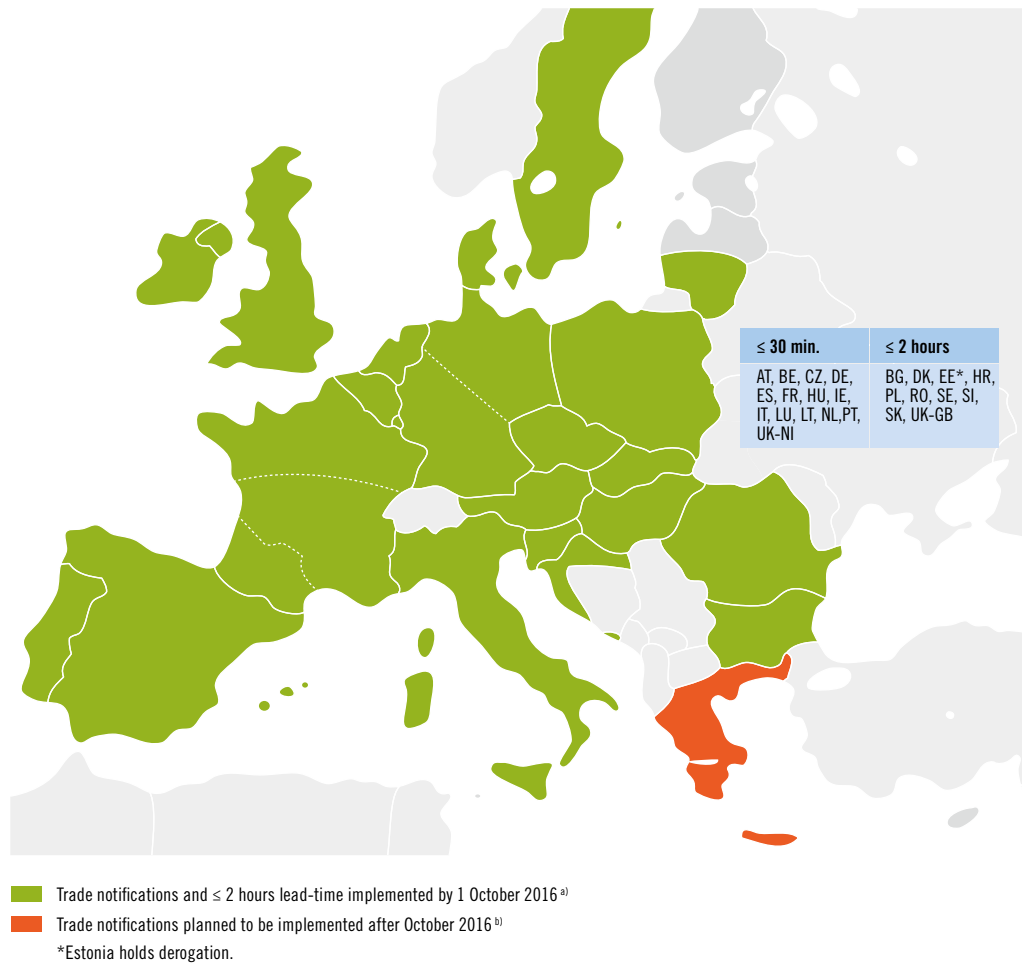 ≤ 30 min.
≤ 2 hours
AT, BE, CZ, DE,
ES, FR, HU, IE,
IT, LU, LT, NL,PT,
UK-NI
BG, DK, EE*, HR,
PL, RO, SE, SI,
SK, UK-GB
Trade notifications and ≤ 2 hours lead-time implemented by 1 October 2016 a)
Trade notifications planned to be implemented after October 2016 b)
*Estonia holds derogation.